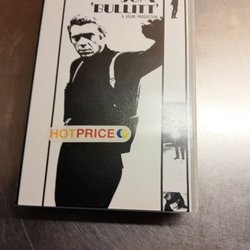 'BULLITT'
A SOLAR PRODUCTION
HOTPRICE